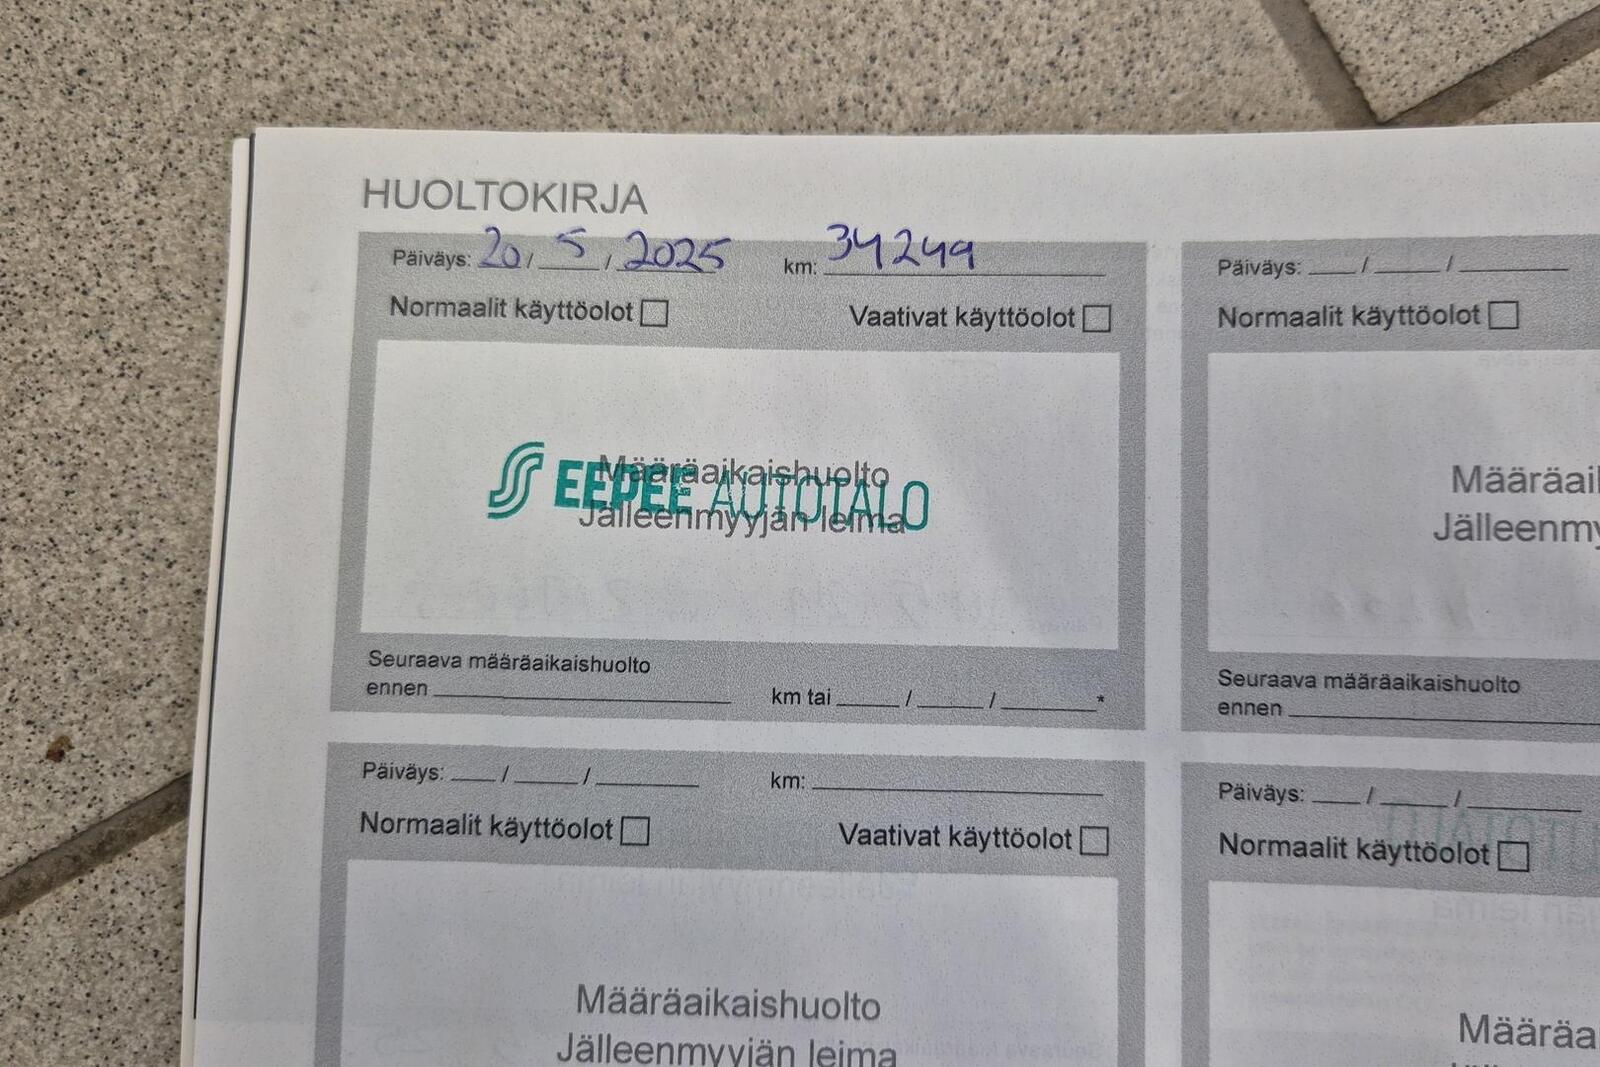 HUOLTOKIRJA
Päiväys: 20 / 5 / 2025 km: 34249
Normaalit käyttöolot Vaativat käyttöolot
Määräaikaishuolto
EEPEE AUTOTALO
Jälleenmyyjän leima
Seuraava määräaikaishuolto
ennen km tai / / *
Päiväys: / /
Normaalit käyttöolot
Määräai
Jälleenmy
Seuraava määräaikaishuolto
ennen
Päiväys: / / km:
Normaalit käyttöolot Vaativat käyttöolot
Määräaikaishuolto
Jälleenmyyjän leima
Päiväys: / /
Normaalit käyttöolot
Määräa